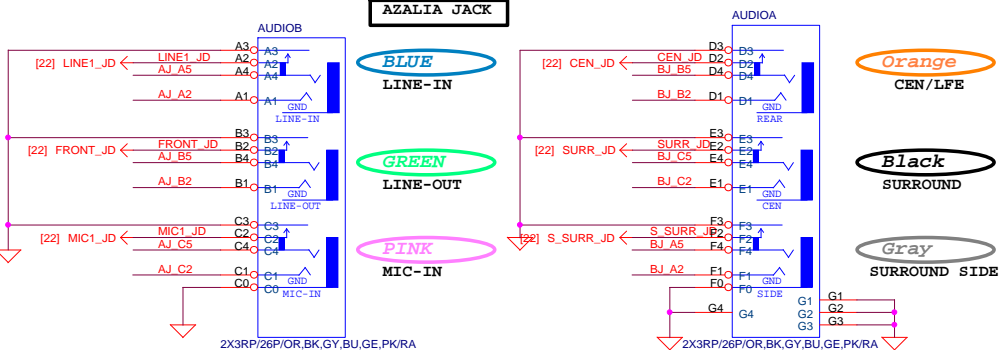 AZALIA JACK
AUDIOB
A3 A3
[22] LINE1_JD LINE1_JD A2 A2
AJ_A5 A4 A4
AJ_A2 A1 A1
GND
LINE-IN
BLUE
LINE-IN
B3 B3
[22] FRONT_JD FRONT_JD B2 B2
AJ_B5 B4 B4
AJ_B2 B1 B1
GND
LINE-OUT
GREEN
LINE-OUT
C3 C3
[22] MIC1_JD MIC1_JD C2 C2
AJ_C5 C4 C4
AJ_C2 C1 C1
GND
C0 C0
MIC-IN
PINK
MIC-IN
2X3RP/26P/OR,BK,GY,BU,GE,PK/RA
AUDIOA
D3 D3
[22] CEN_JD CEN_JD D2 D2
BJ_B5 D4 D4
BJ_B2 D1 D1
GND
REAR
Orange
CEN/LFE
E3 E3
[22] SURR_JD SURR_JD E2 E2
BJ_C5 E4 E4
BJ_C2 E1 E1
GND
CEN
Black
SURROUND
F3 F3
[22] S_SURR_JD S_SURR_JD F2 F2
BJ_A5 F4 F4
BJ_A2 F1 F1
GND
F0 F0
SIDE
Gray
SURROUND SIDE
G4 G4
G1 G1
G2 G2
G3 G3
2X3RP/26P/OR,BK,GY,BU,GE,PK/RA